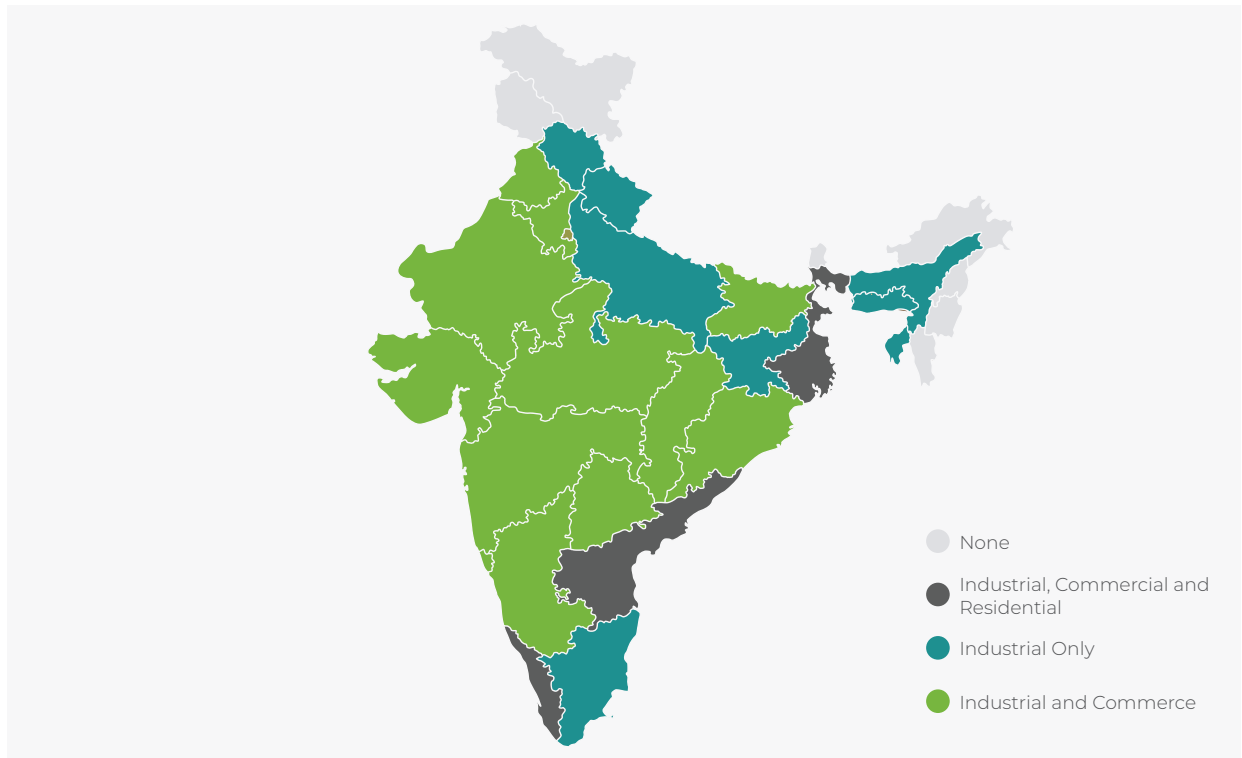 None
Industrial, Commercial and
Residential
Industrial Only
Industrial and Commerce